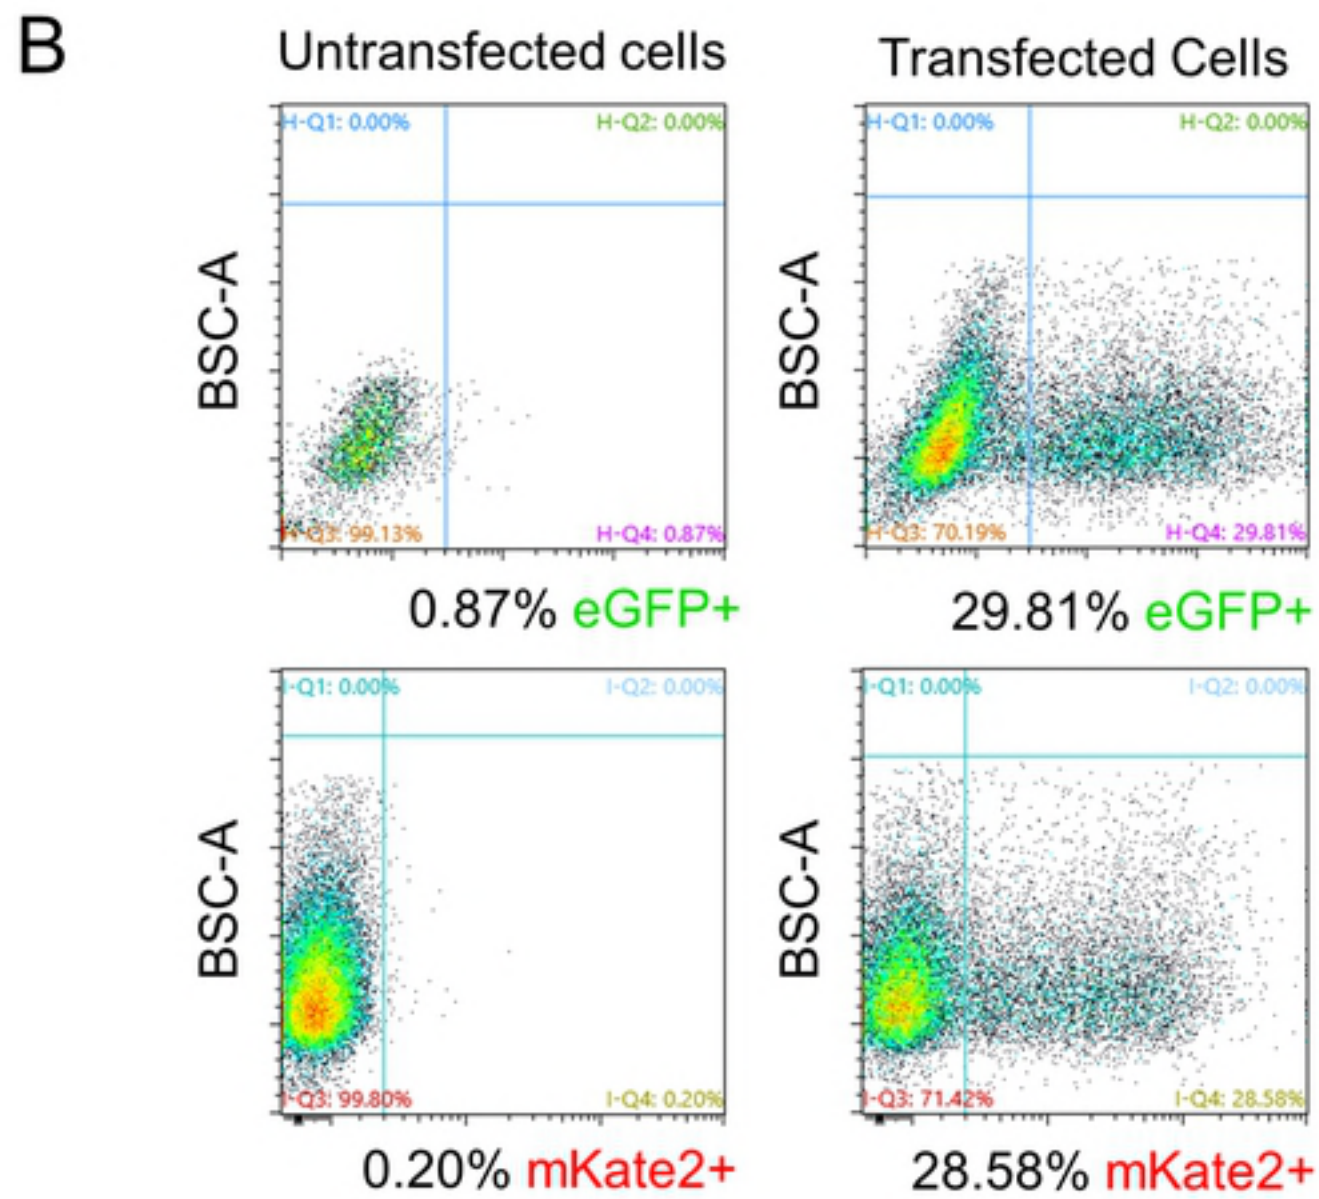 B
Untransfected cells
Transfected Cells
H-Q1: 0.00%
H-Q2: 0.00%
H-Q1: 0.00%
H-Q2: 0.00%
BSC-A
BSC-A
H-Q3: 99.13%
H-Q4: 0.87%
H-Q3: 70.19%
H-Q4: 29.81%
0.87% eGFP+
29.81% eGFP+
I-Q1: 0.00%
I-Q2: 0.00%
I-Q1: 0.00%
I-Q2: 0.00%
BSC-A
BSC-A
I-Q3: 99.80%
I-Q4: 0.20%
I-Q3: 71.42%
I-Q4: 28.58%
0.20% mKate2+
28.58% mKate2+